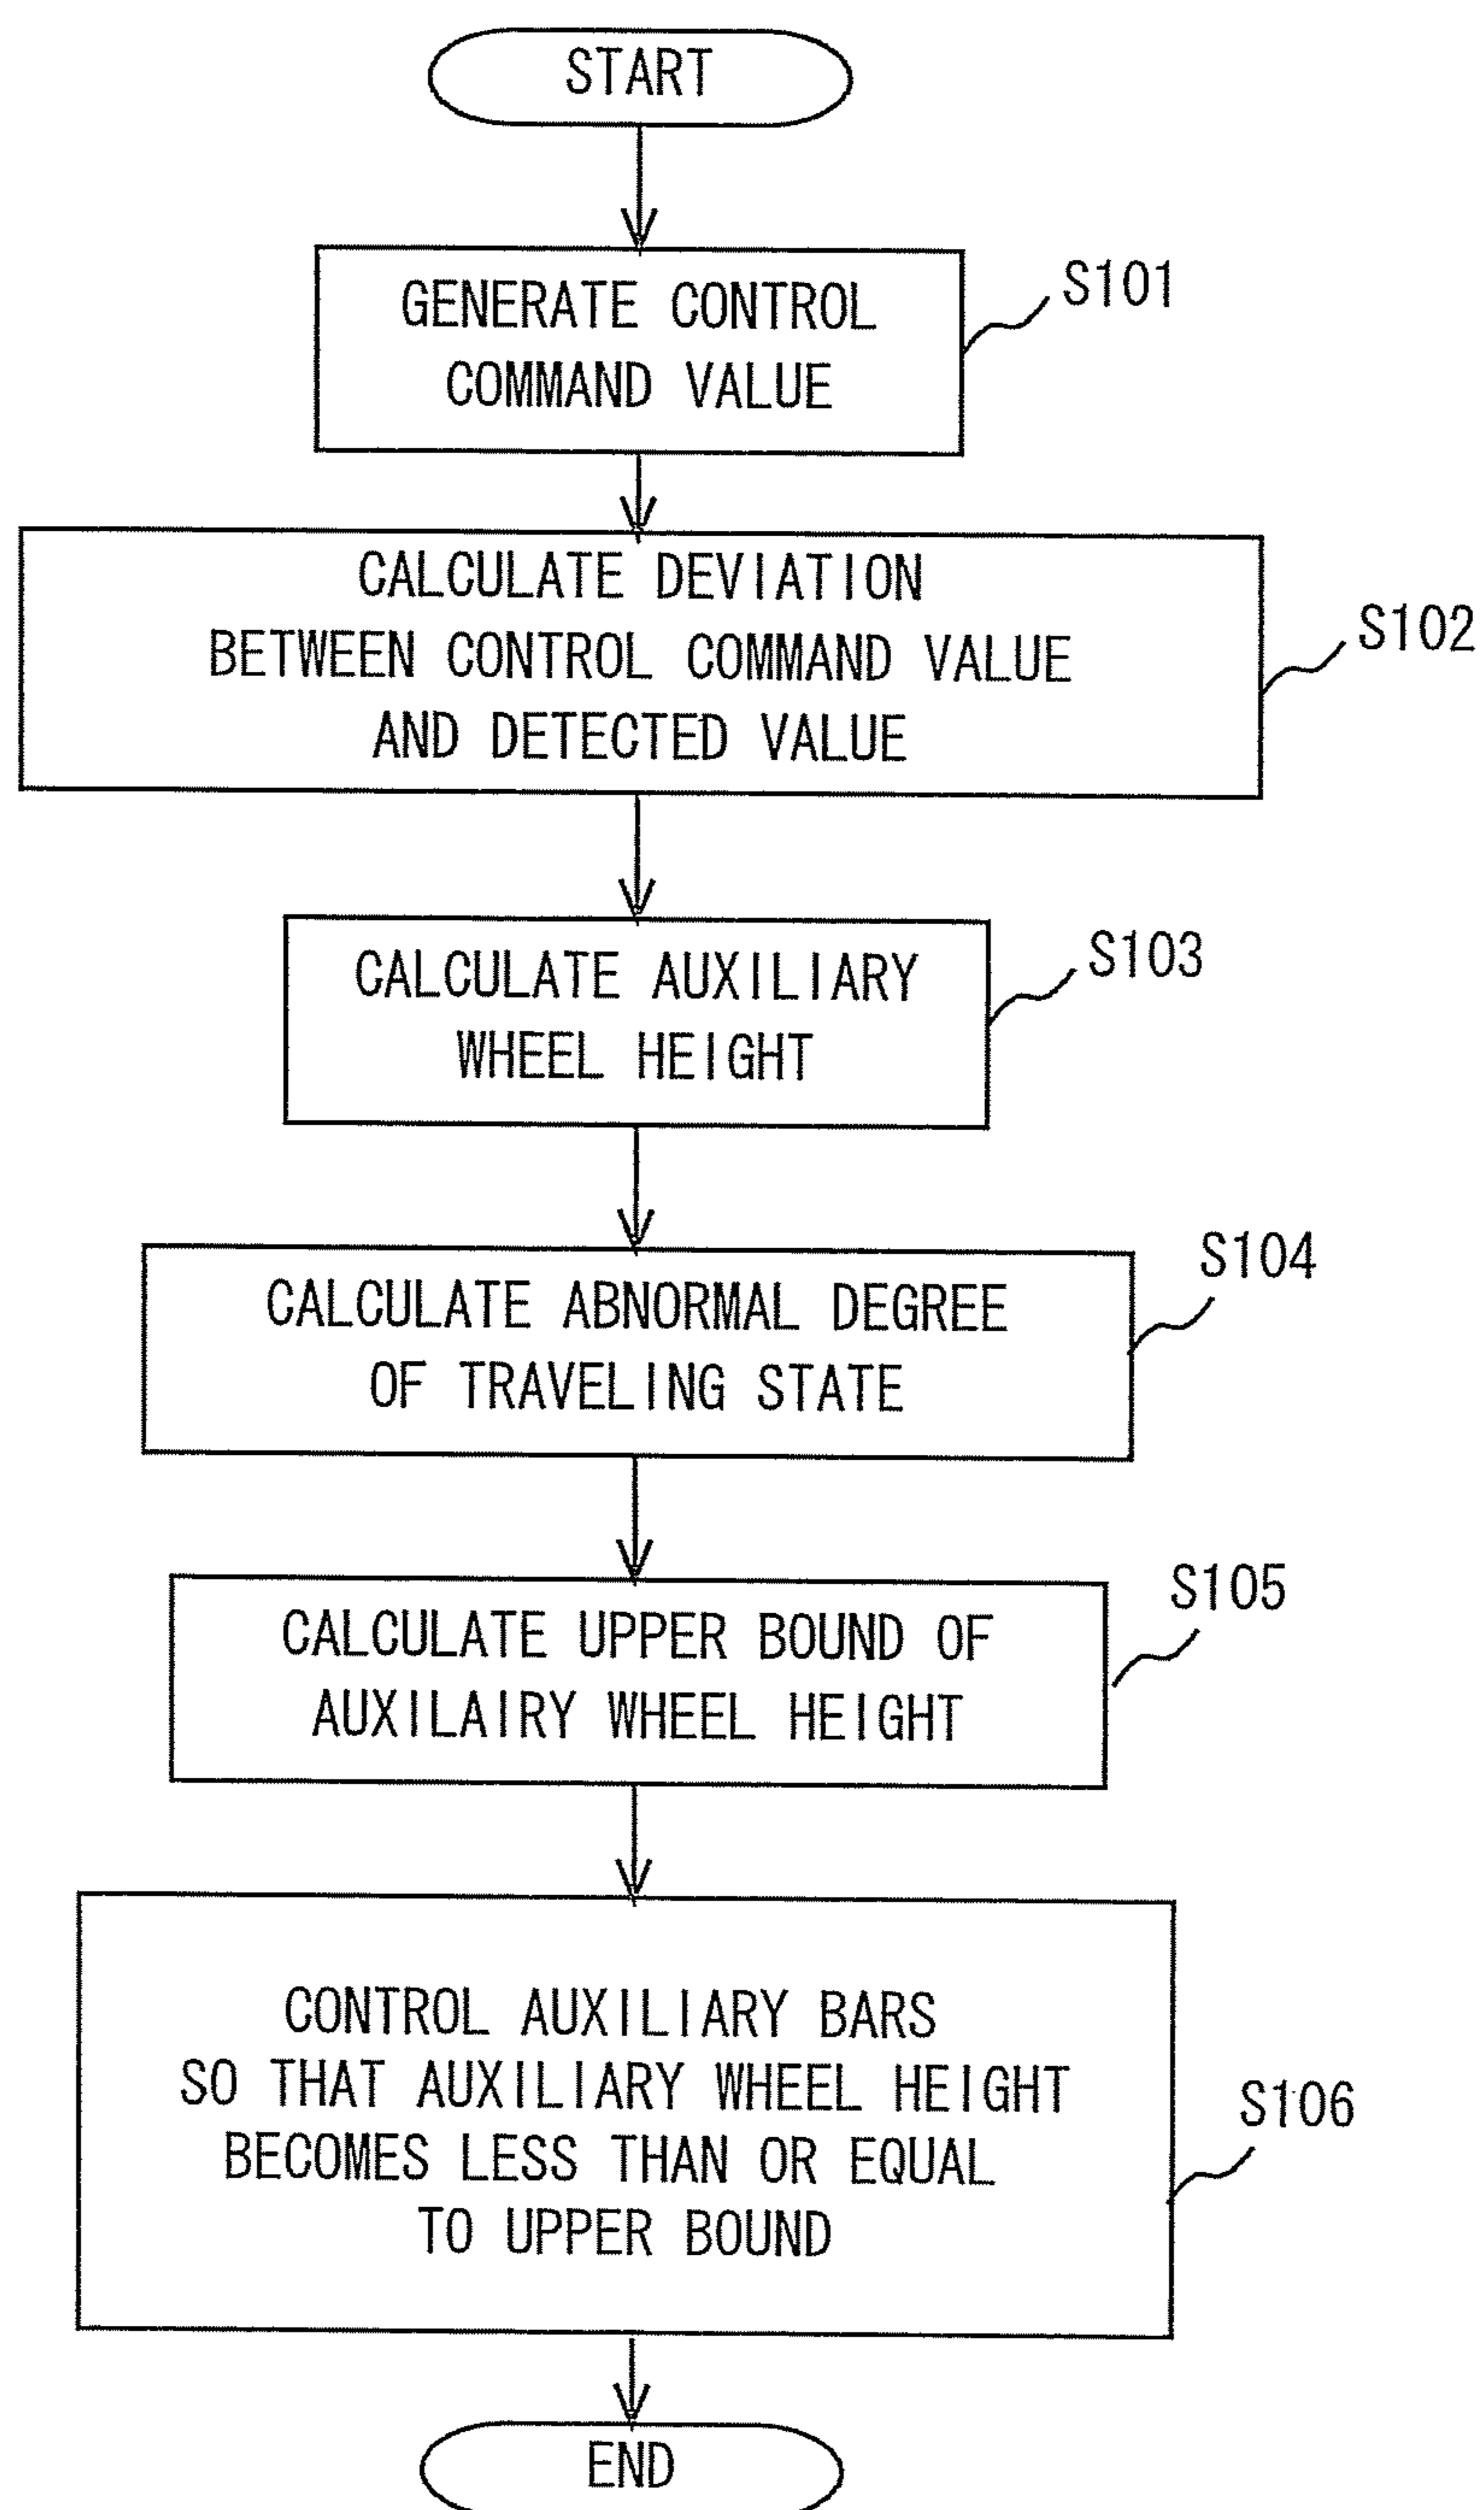 START
GENERATE CONTROL
COMMAND VALUE
S101
CALCULATE DEVIATION
BETWEEN CONTROL COMMAND VALUE
AND DETECTED VALUE
S102
CALCULATE AUXILIARY
WHEEL HEIGHT
S103
CALCULATE ABNORMAL DEGREE
OF TRAVELING STATE
S104
CALCULATE UPPER BOUND OF
AUXILAIRY WHEEL HEIGHT
S105
CONTROL AUXILIARY BARS
SO THAT AUXILIARY WHEEL HEIGHT
BECOMES LESS THAN OR EQUAL
TO UPPER BOUND
S106
END